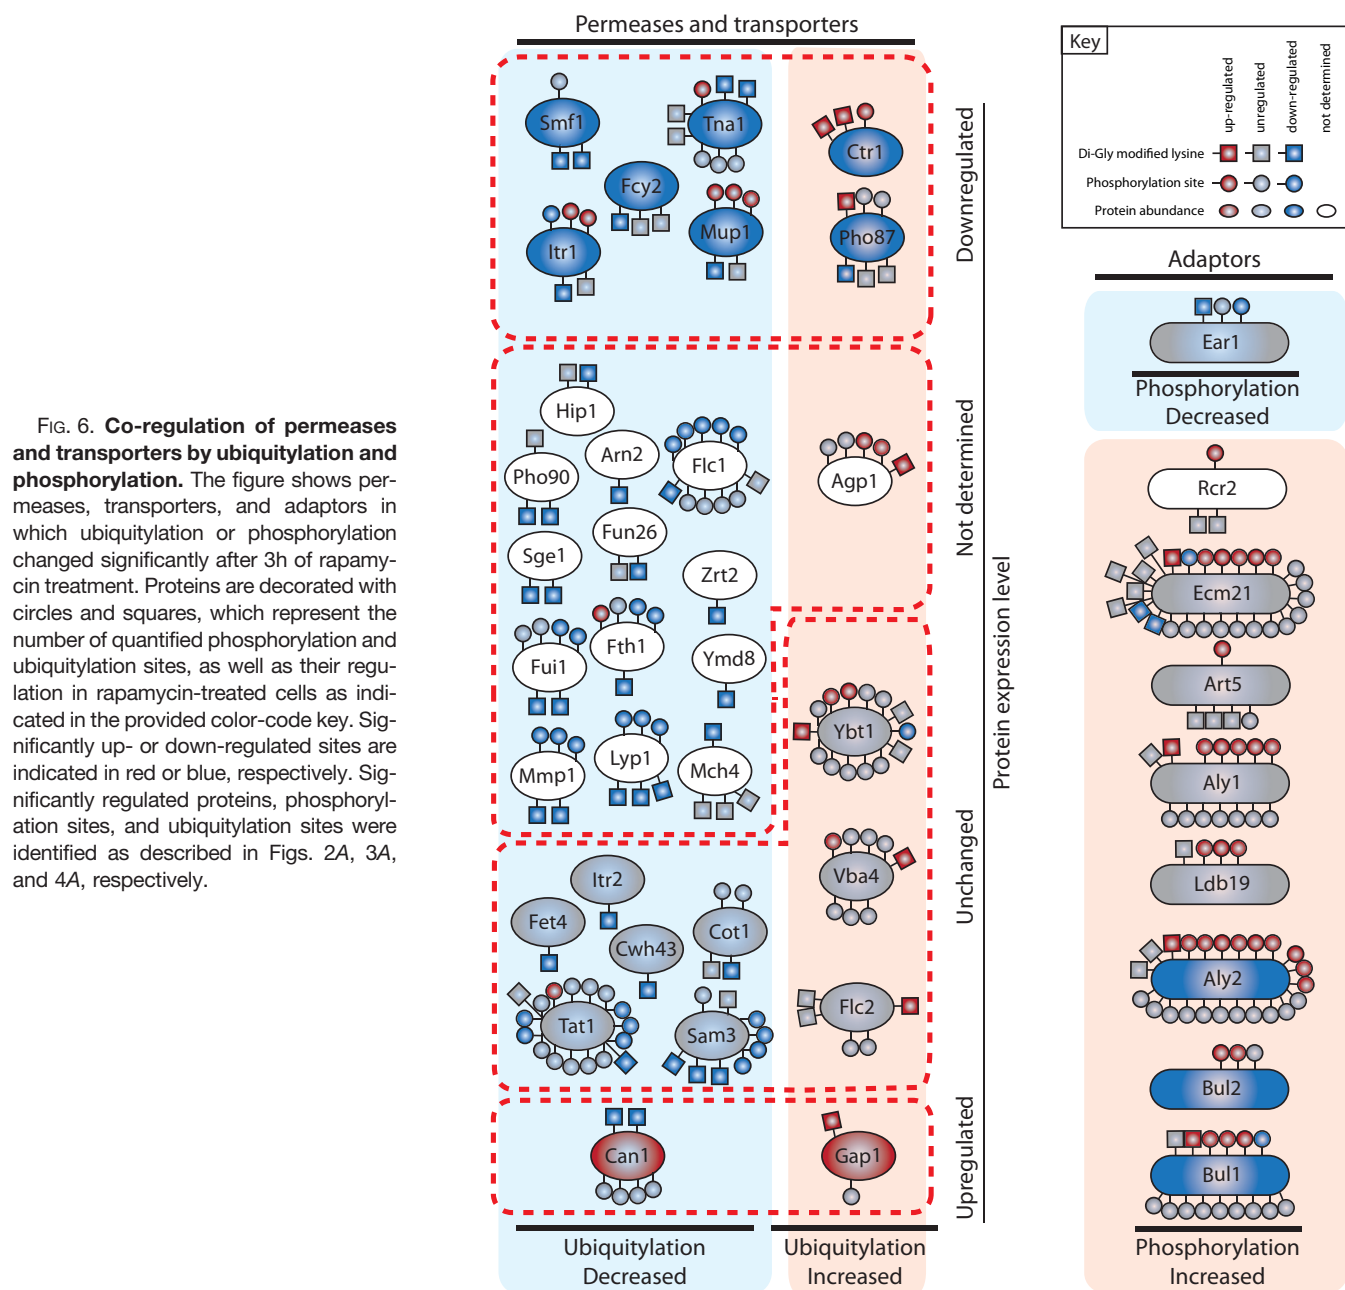 FIG. 6. Co-regulation of permeases
and transporters by ubiquitylation and
phosphorylation. The figure shows per-
meases, transporters, and adaptors in
which ubiquitylation or phosphorylation
changed significantly after 3h of rapamy-
cin treatment. Proteins are decorated with
circles and squares, which represent the
number of quantified phosphorylation and
ubiquitylation sites, as well as their regu-
lation in rapamycin-treated cells as indi-
cated in the provided color-code key. Sig-
nificantly up- or down-regulated sites are
indicated in red or blue, respectively. Sig-
nificantly regulated proteins, phosphoryl-
ation sites, and ubiquitylation sites were
identified as described in Figs. 2A, 3A,
and 4A, respectively.
Permeases and transporters
Smf1
Tna1
Fcy2
Itr1
Mup1
Ctr1
Pho87
Downregulated
Hip1
Pho90
Arn2
Flc1
Sge1
Fun26
Zrt2
Fui1
Fth1
Ymd8
Mmp1
Lyp1
Mch4
Agp1
Not determined
Ybt1
Vba4
Flc2
Itr2
Fet4
Cwh43
Cot1
Tat1
Sam3
Unchanged
Can1
Gap1
Upregulated
Protein expression level
Ubiquitylation
Decreased
Ubiquitylation
Increased
Key
up-regulated
unregulated
down-regulated
not determined
Di-Gly modified lysine
Phosphorylation site
Protein abundance
Adaptors
Ear1
Phosphorylation
Decreased
Rcr2
Ecm21
Art5
Aly1
Ldb19
Aly2
Bul2
Bul1
Phosphorylation
Increased